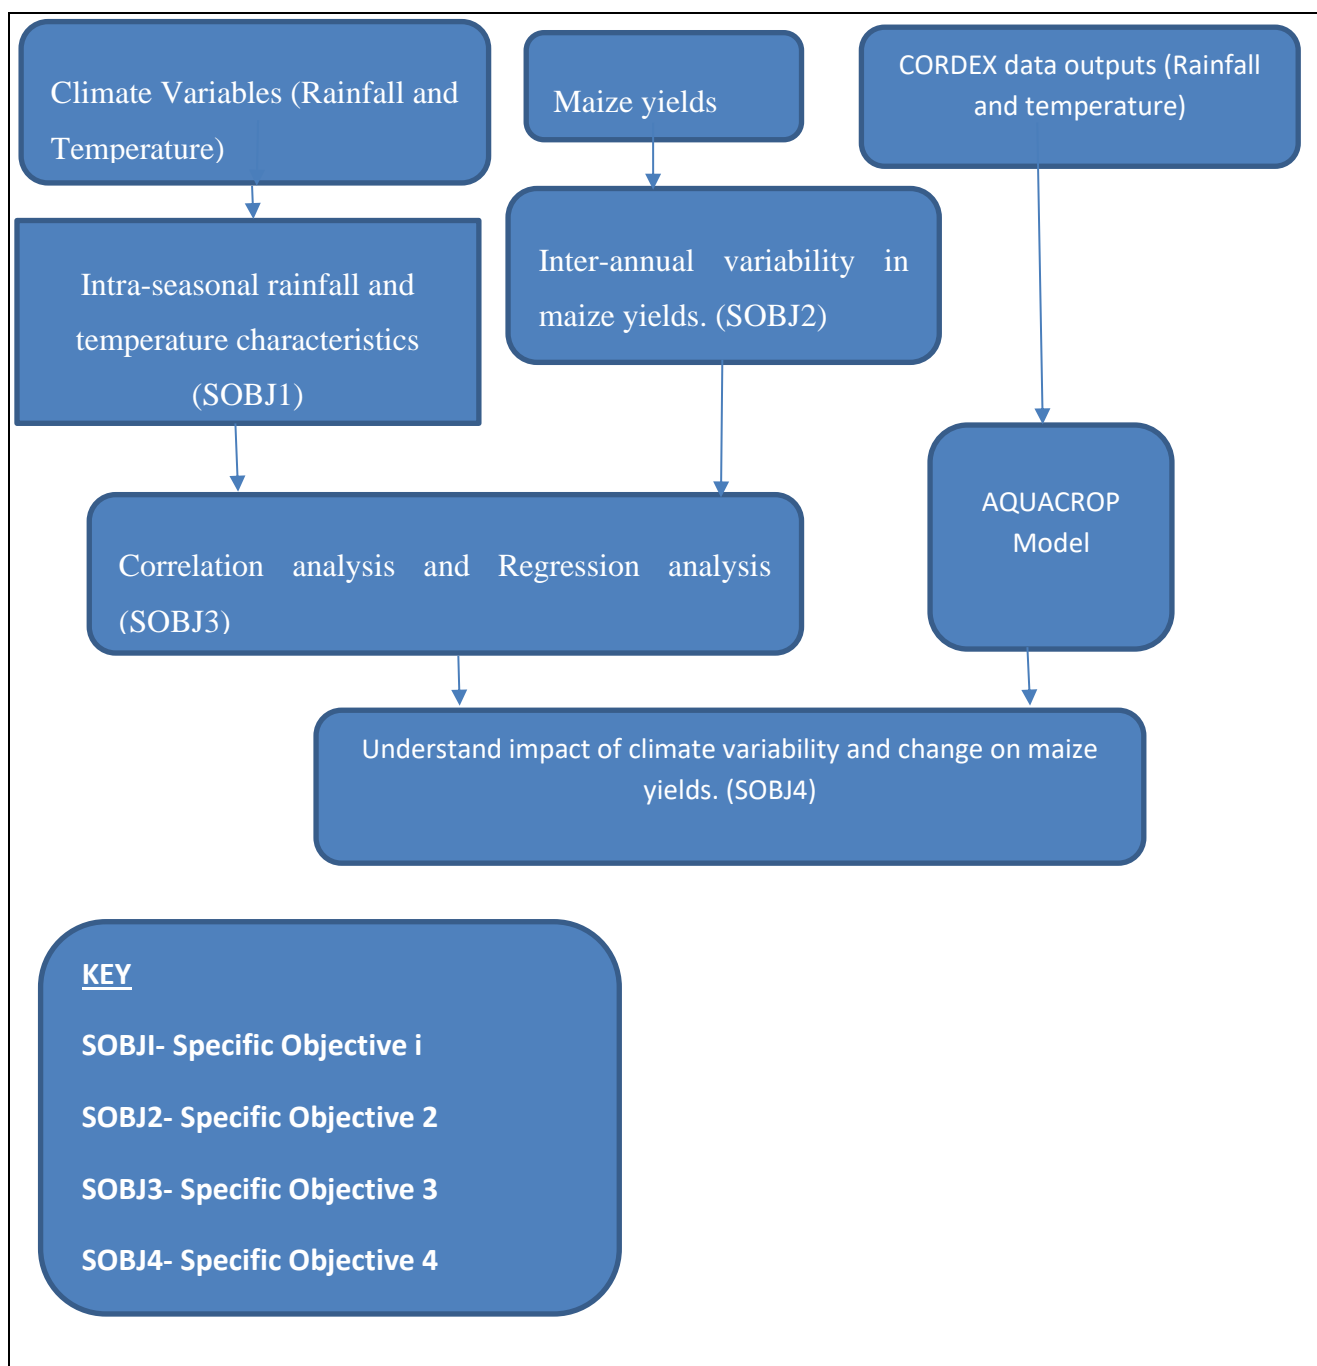 Climate Variables (Rainfall and
Temperature)
Maize yields
CORDEX data outputs (Rainfall
and temperature)
Intra-seasonal rainfall and
temperature characteristics
(SOBJ1)
Inter-annual variability in
maize yields. (SOBJ2)
Correlation analysis and Regression analysis
(SOBJ3)
AQUACROP
Model
Understand impact of climate variability and change on maize
yields. (SOBJ4)
KEY
SOBJI- Specific Objective i
SOBJ2- Specific Objective 2
SOBJ3- Specific Objective 3
SOBJ4- Specific Objective 4